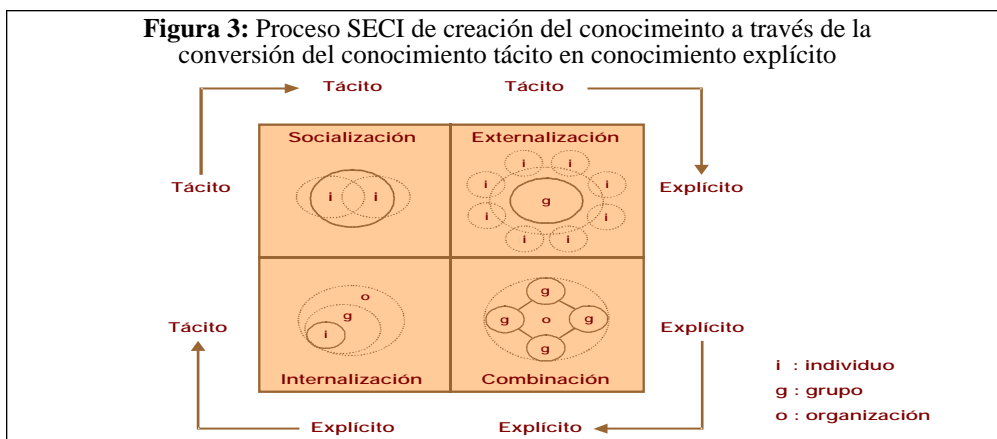 Figura 3: Proceso SECI de creación del conocimeinto a través de la
conversión del conocimiento tácito en conocimiento explícito
Tácito Tácito
Socialización Externalización
Tácito Explícito
i i
i i i i i i i i
g
Tácito Explícito
o g i
g g o g g
Internalización Combinación
Explícito Explícito
i : individuo
g : grupo
o : organización